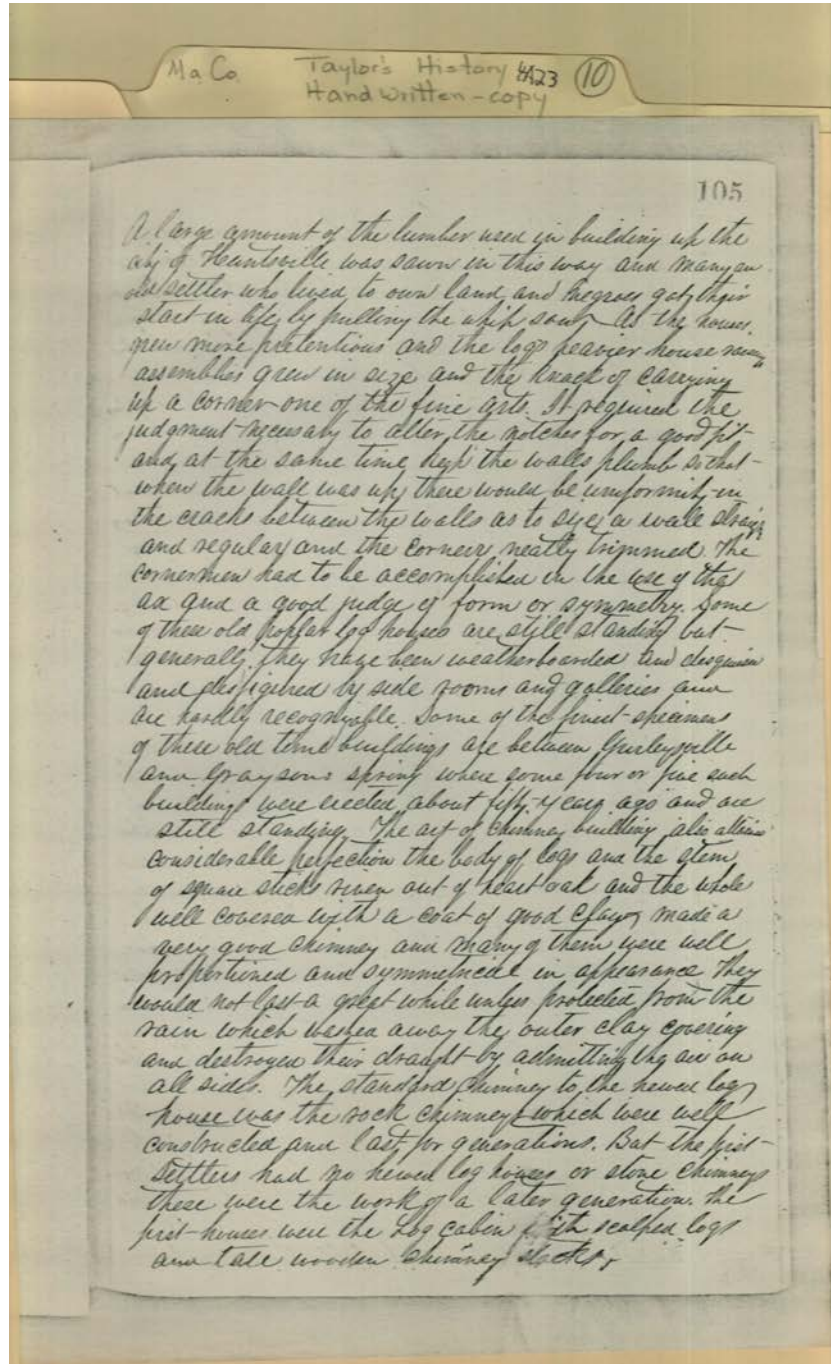 Ma Co. Taylor's History 4A23 10
Hand written - copy
105
A large amount of the lumber used in building up the
city of Huntsville was sawn in this way and many an
old settler who lived to own land and negroes got their
start in life by pulling the whip saw. As the houses
grew more pretentious and the logs heavier house raising
assemblies grew in size and the knack of carrying
up a corner one of the fine arts. It required the
judgment necessary to alter the notches for a good fit
and at the same time kept the walls plumb so that
when the wall was up there would be uniformity in
the cracks between the walls as to size, a wall straight
and regular and the corners neatly trimmed. The
cornermen had to be accomplished in the use of the
ax and a good judge of form or symmetry. Some
of these old poplar log houses are still standing but
generally they have been weatherboarded and disguised
and disfigured by side rooms and galleries and
are hardly recognizable. Some of the finest specimens
of these old time buildings are between Gurleysville
and Graysons spring where some four or five such
buildings were erected about fifty years ago and are
still standing. The art of chimney building also attained
considerable perfection the body of logs and the stem
of square sticks riven out of heart oak and the whole
well covered with a coat of good clay, made a
very good chimney and many of them were well
proportioned and symmetrical in appearance They
would not last a great while unless protected from the
rain which washed away the outer clay covering
and destroyed their draught by admitting the air on
all sides. The standard chimney to the hewed log
house was the rock chimneys which were well
constructed and last for generations. But the first
settlers had no hewed log houses or stone chimneys
these were the work of a later generation. The
first houses were the Log cabin with scalped logs
and tall wooden chimney stacks.